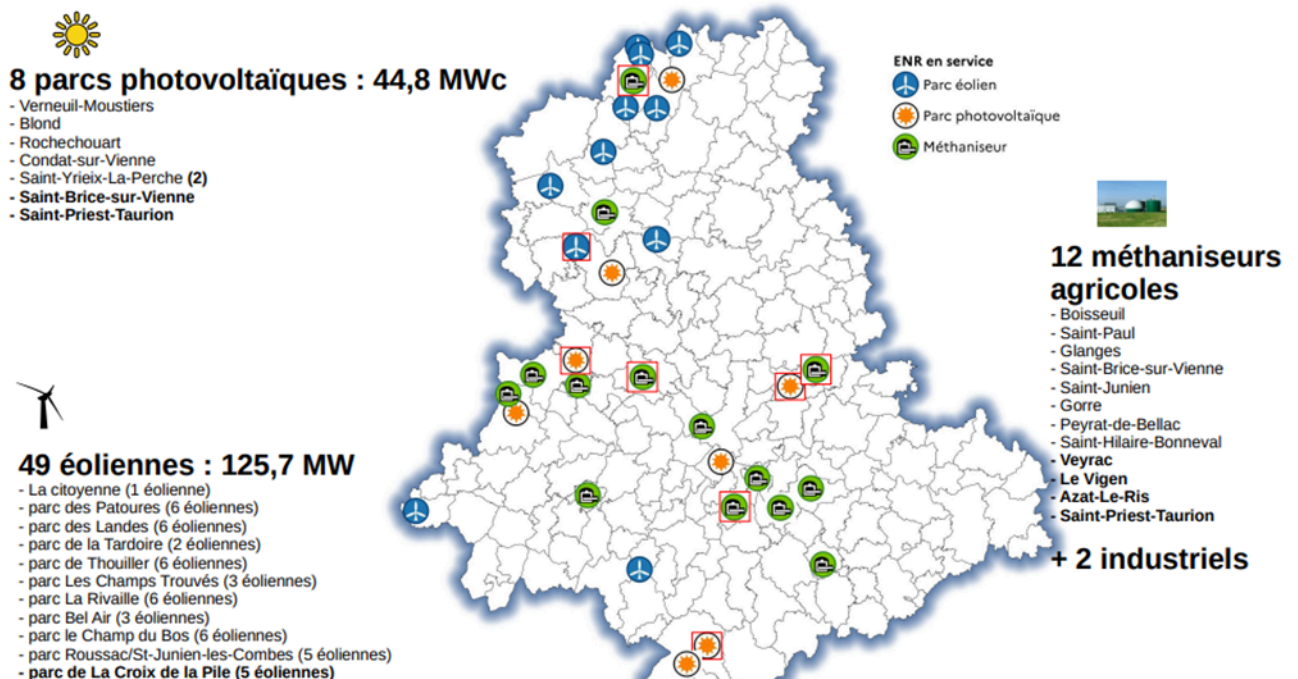 8 parcs photovoltaïques : 44,8 MWc
- Verneuil-Moustiers
- Blond
- Rochechouart
- Condat-sur-Vienne
- Saint-Yrieix-La-Perche (2)
- Saint-Brice-sur-Vienne
- Saint-Priest-Taurion
49 éoliennes : 125,7 MW
- La citoyenne (1 éolienne)
- parc des Patoures (6 éoliennes)
- parc des Landes (6 éoliennes)
- parc de la Tardoire (2 éoliennes)
- parc de Thouiller (6 éoliennes)
- parc Les Champs Trouvés (3 éoliennes)
- parc La Rivaille (6 éoliennes)
- parc Bel Air (3 éoliennes)
- parc le Champ du Bos (6 éoliennes)
- parc Roussac/St-Junien-les-Combes (5 éoliennes)
- parc de La Croix de la Pile (5 éoliennes)
ENR en service
Parc éolien
Parc photovoltaïque
Méthaniseur
12 méthaniseurs
agricoles
- Boisseuil
- Saint-Paul
- Glanges
- Saint-Brice-sur-Vienne
- Saint-Junien
- Gorre
- Peyrat-de-Bellac
- Saint-Hilaire-Bonneval
- Veyrac
- Le Vigen
- Azat-Le-Ris
- Saint-Priest-Taurion
+ 2 industriels